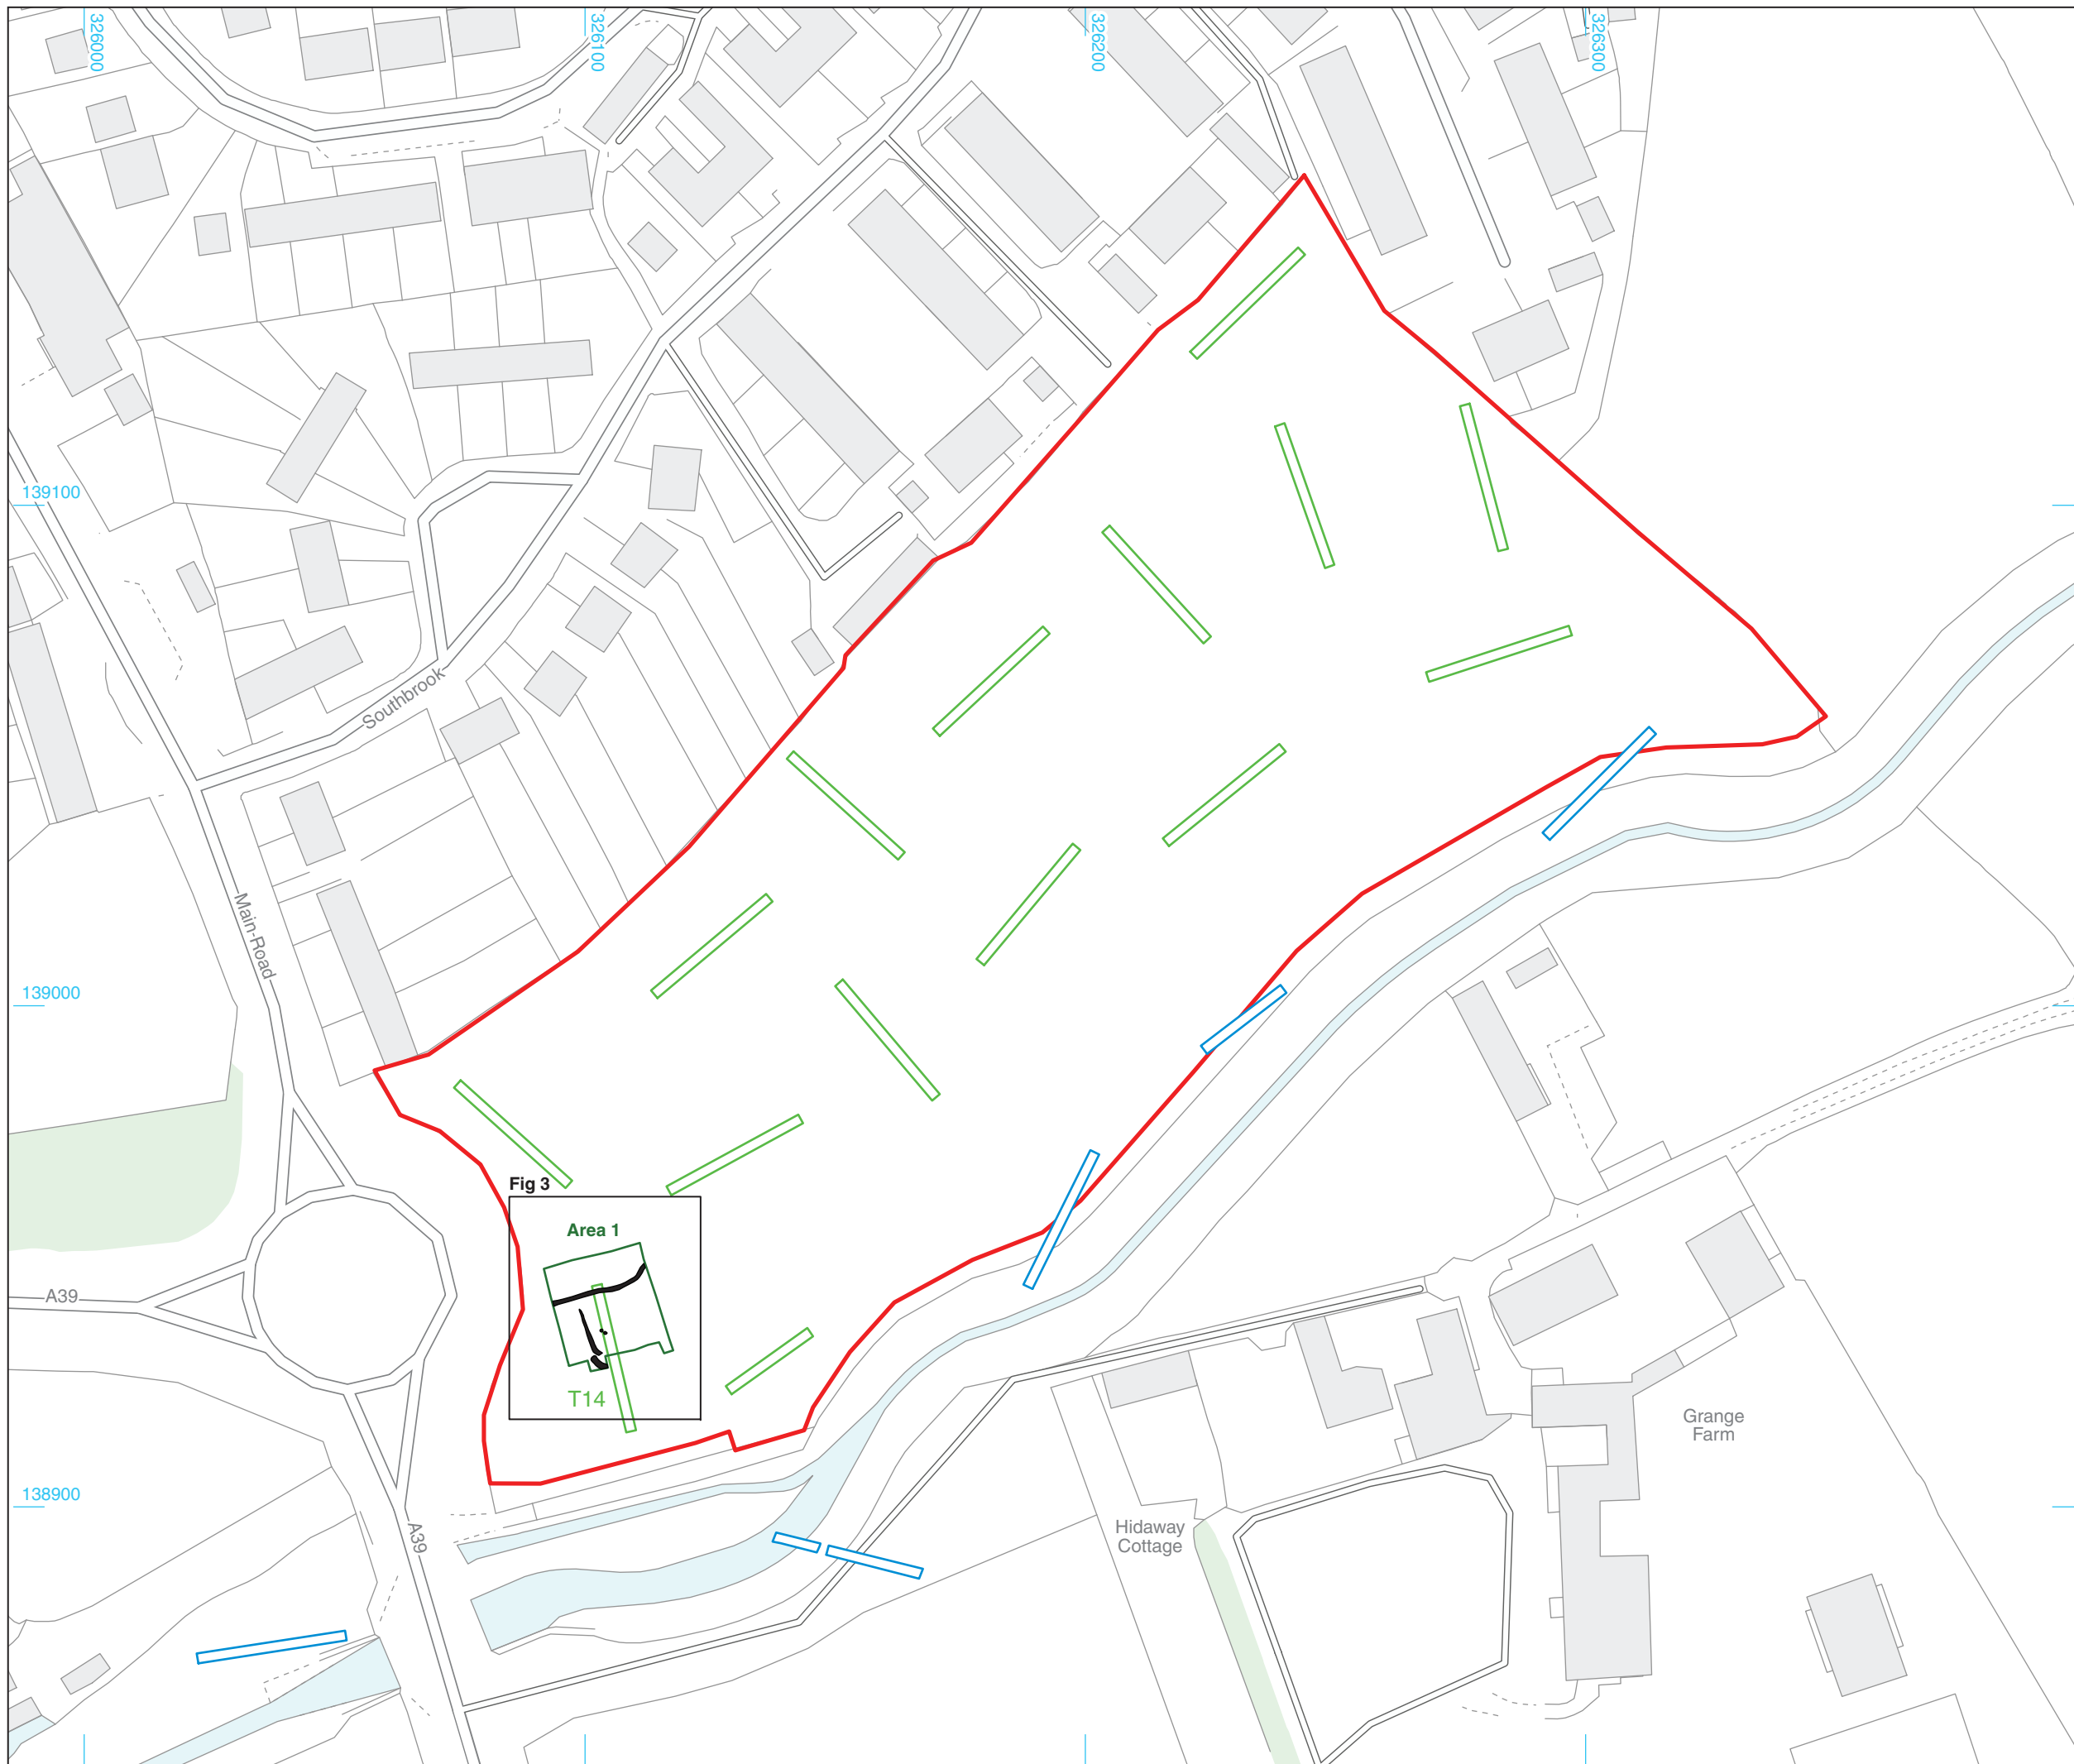 326000
326100
326200
326300
139100
Southbrook
Main-Road
139000
Fig 3
Area 1
A39
T14
Grange
Farm
138900
A39
Hidaway
Cottage